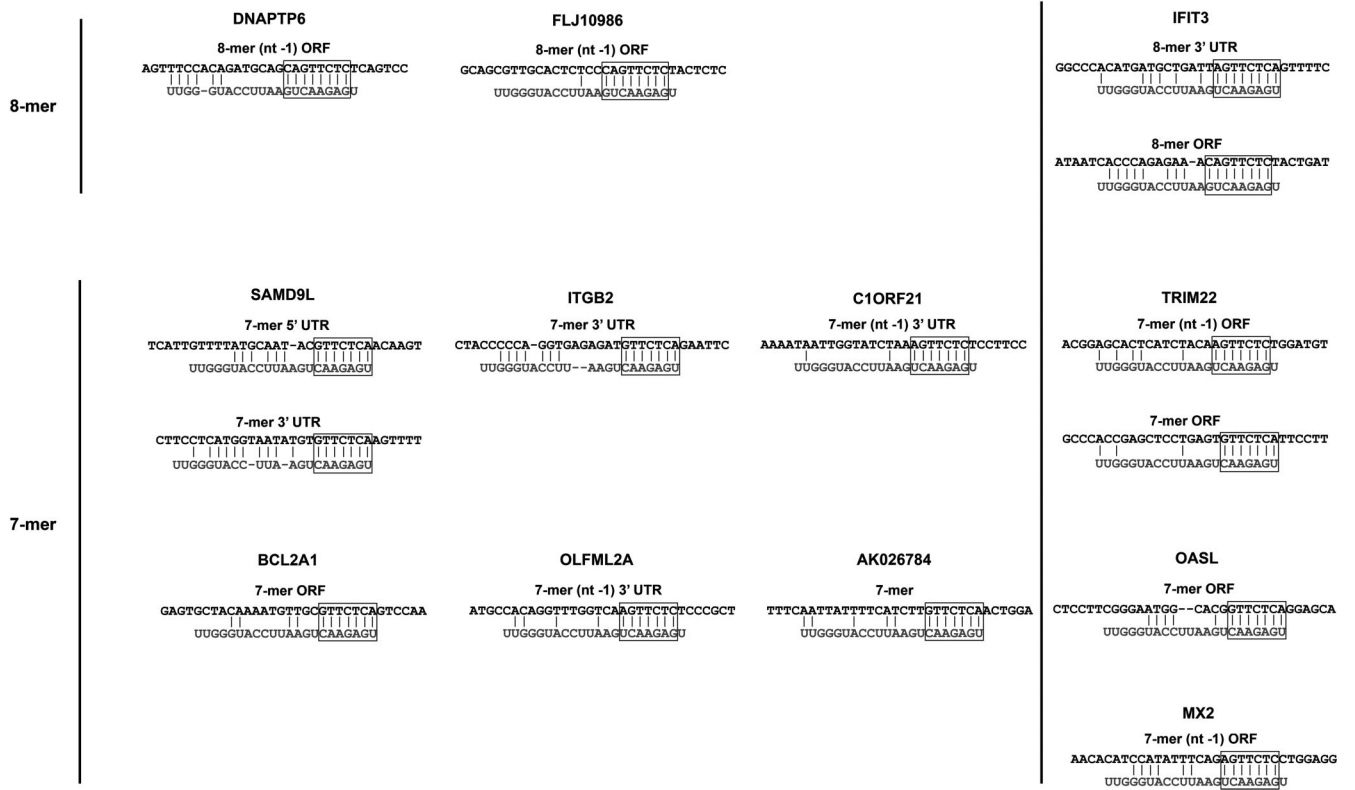 8-mer
DNAPTP6
8-mer (nt -1) ORF
AGTTTCCACAGATGCAGCAGTTCTCTCAGTCC
UUGG-GUACCUUAAGUCAAGAGU
FLJ10986
8-mer (nt -1) ORF
GCAGCGTTGCACTCTCCCAGTTCTCTACTCTC
UUGGGUACCUUAAGUCAAGAGU
IFIT3
8-mer 3’ UTR
GGCCCACATGATGCTGATTAGTTCTCAGTTTTC
UUGGGUACCUUAAGUCAAGAGU
8-mer ORF
ATAATCACCCAGAGAA-ACAGTTCTCTACTGAT
UUGGGUACCUUAAGUCAAGAGU
7-mer
SAMD9L
7-mer 5’ UTR
TCATTGTTTTATGCAAT-ACGTTCTCAACAAGT
UUGGGUACCUUAAGUCAAGAGU
7-mer 3’ UTR
CTTCCTCATGGTAATATGTGTTCTCAAGTTTT
UUGGGUACC-UUA-AGUCAAGAGU
ITGB2
7-mer 3’ UTR
CTACCCCCA-GGTGAGAGATGTTCTCAGAATTC
UUGGGUACCUU--AAGUCAAGAGU
C1ORF21
7-mer (nt -1) 3’ UTR
AAAATAATTGGTATCTAAAGTTCTCTCCTTCC
UUGGGUACCUUAAGUCAAGAGU
TRIM22
7-mer (nt -1) ORF
ACGGAGCACTCATCTACAAGTTCTCTGGATGT
UUGGGUACCUUAAGUCAAGAGU
7-mer ORF
GCCCACCGAGCTCCTGAGTGTTCTCATTCCTT
UUGGGUACCUUAAGUCAAGAGU
BCL2A1
7-mer ORF
GAGTGCTACAAAATGTTGCGTTCTCAGTCCAA
UUGGGUACCUUAAGUCAAGAGU
OLFML2A
7-mer (nt -1) 3’ UTR
ATGCCACAGGTTTGGTCAAGTTCTCTCCCGCT
UUGGGUACCUUAAGUCAAGAGU
AK026784
7-mer
TTTCAATTATTTTCATCTTGTTCTCAACTGGA
UUGGGUACCUUAAGUCAAGAGU
OASL
7-mer ORF
CTCCTTCGGGAATGG--CACGGTTCTCAGGAGCA
UUGGGUACCUUAAGUCAAGAGU
MX2
7-mer (nt -1) ORF
AACACATCCATATTTCAGAGTTCTCCTGGAGG
UUGGGUACCUUAAGUCAAGAGU